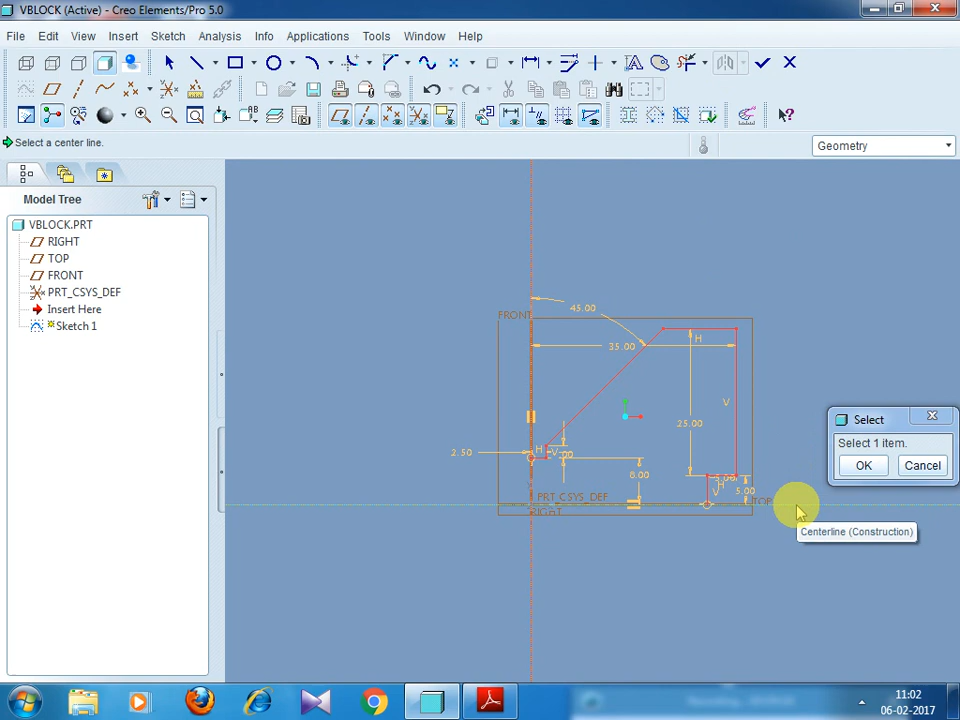 VBLOCK (Active) - Creo Elements/Pro 5.0
File Edit View Insert Sketch Analysis Info Applications Tools Window Help
Select a center line.
Geometry
Model Tree
VBLOCK.PRT
RIGHT
TOP
FRONT
PRT_CSYS_DEF
Insert Here
Sketch 1
45.00
FRONT
35.00
H
V
25.00
2.50
H
V
8.00
H
V
5.00
PRT_CSYS_DEF
TOP
RIGHT
Select
Select 1 item.
OK Cancel
Centerline (Construction)
11:02
06-02-2017